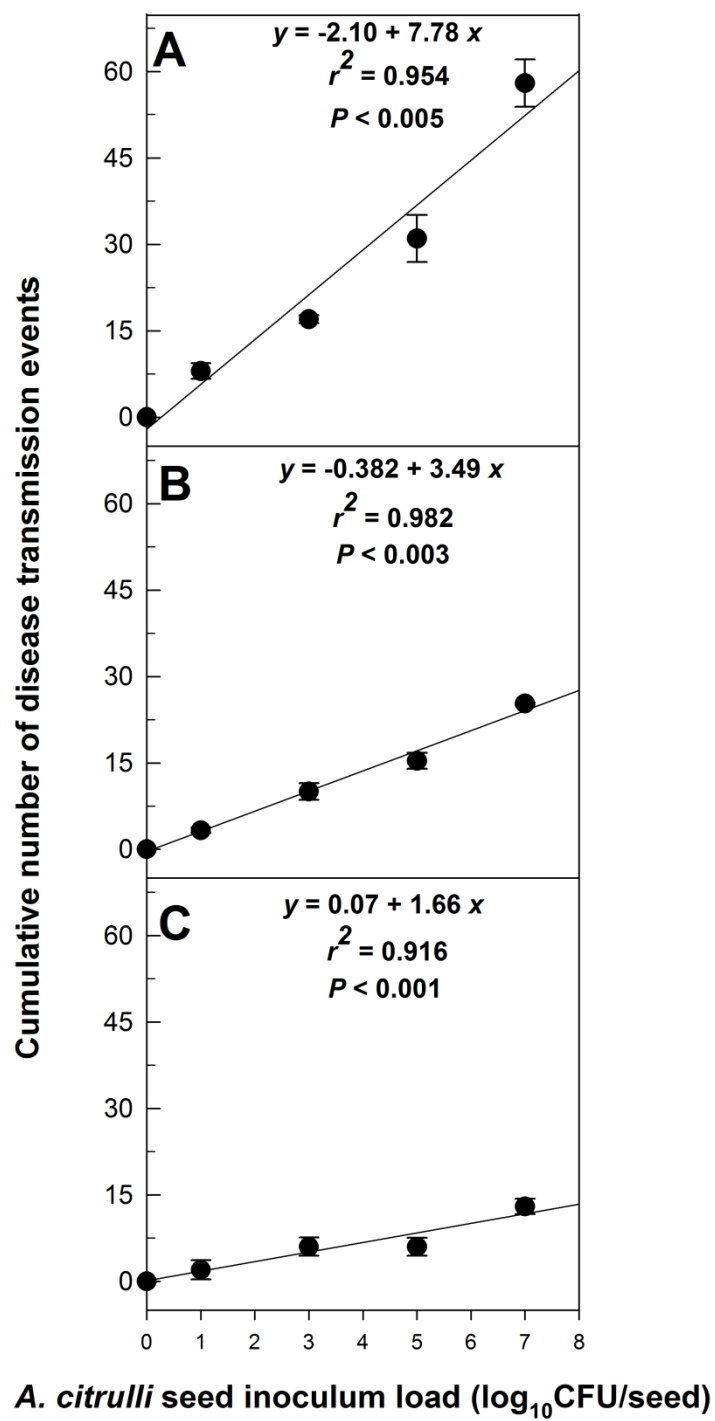 Cumulative number of disease transmission events
A
y = -2.10 + 7.78 x
r² = 0.954
P < 0.005
60
45
30
15
0
B
y = -0.382 + 3.49 x
r² = 0.982
P < 0.003
60
45
30
15
0
C
y = 0.07 + 1.66 x
r² = 0.916
P < 0.001
60
45
30
15
0
0 1 2 3 4 5 6 7 8
A. citrulli seed inoculum load (log₁₀CFU/seed)